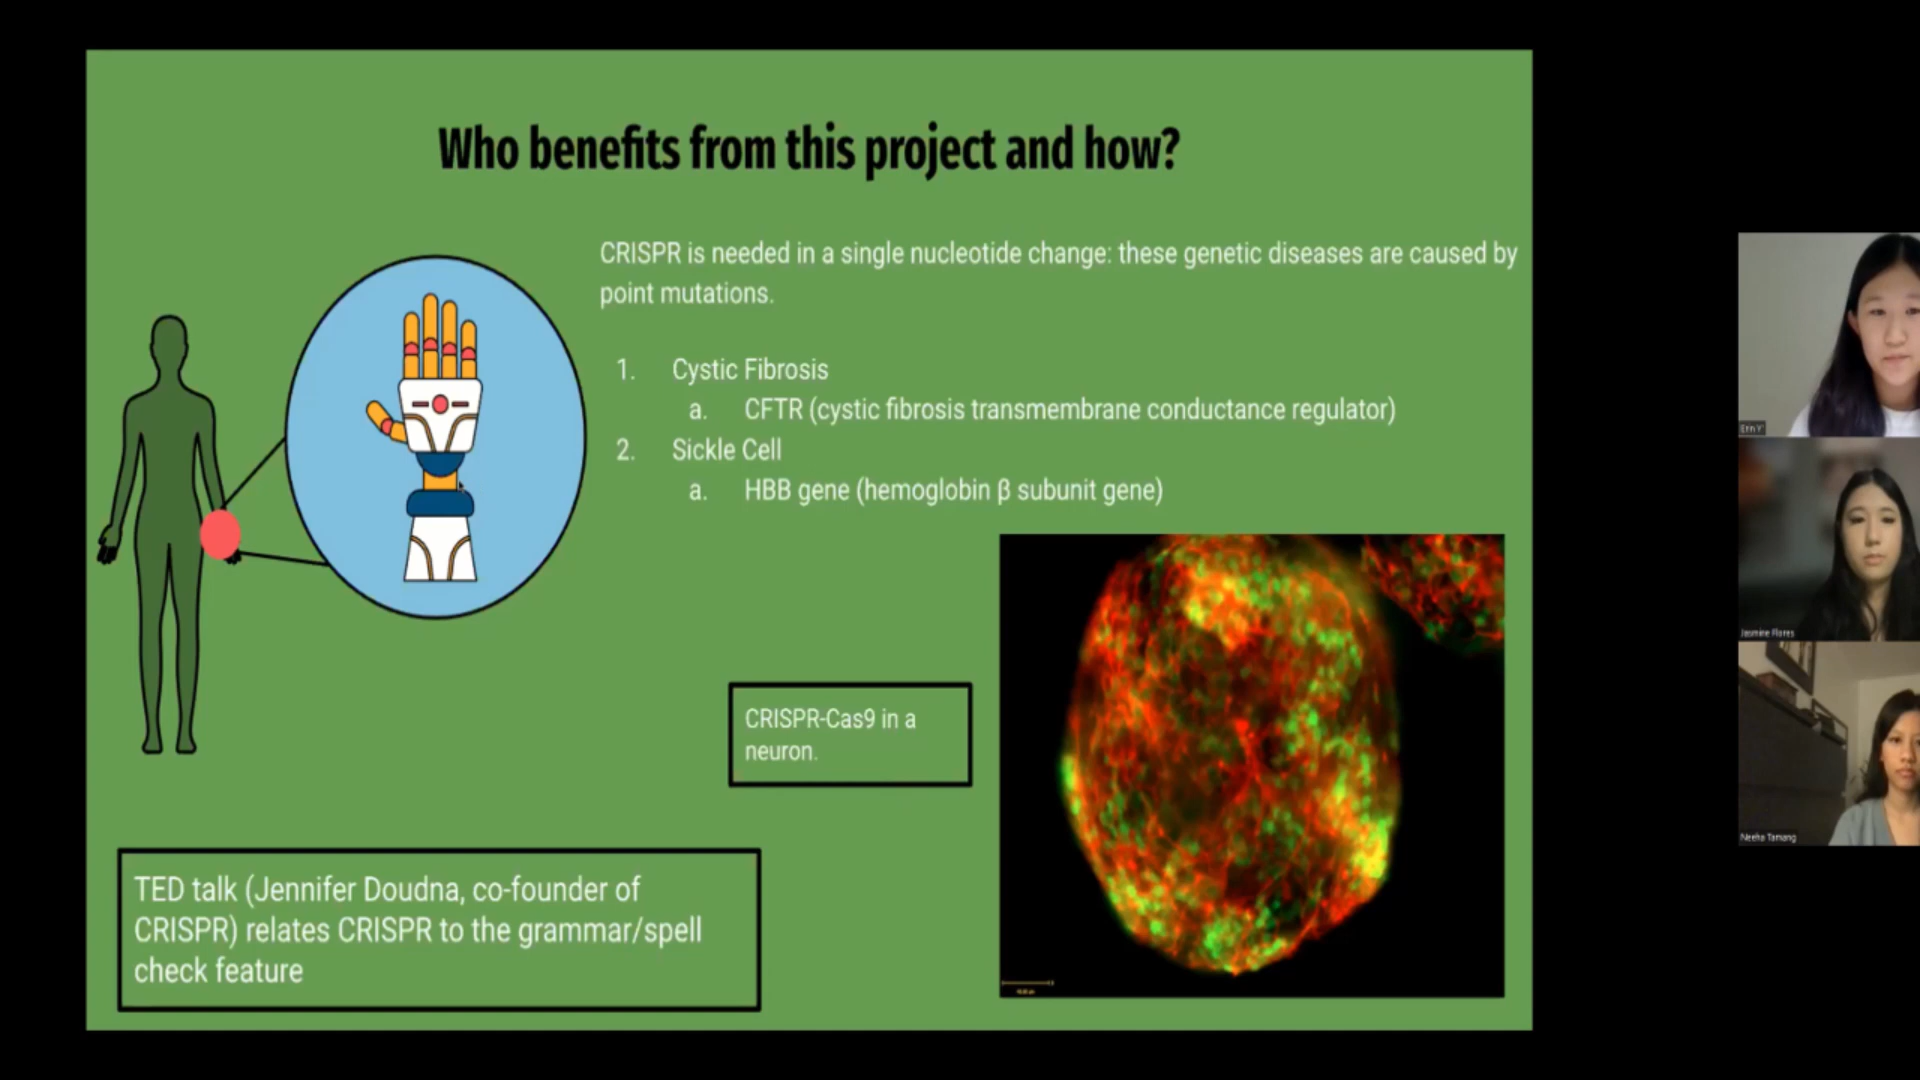 Who benefits from this project and how?
CRISPR is needed in a single nucleotide change: these genetic diseases are caused by
point mutations.
1. Cystic Fibrosis
a. CFTR (cystic fibrosis transmembrane conductance regulator)
2. Sickle Cell
a. HBB gene (hemoglobin β subunit gene)
CRISPR-Cas9 in a
neuron.
TED talk (Jennifer Doudna, co-founder of
CRISPR) relates CRISPR to the grammar/spell
check feature
Erin Y
Jasmine Flores
Neeha Tamang